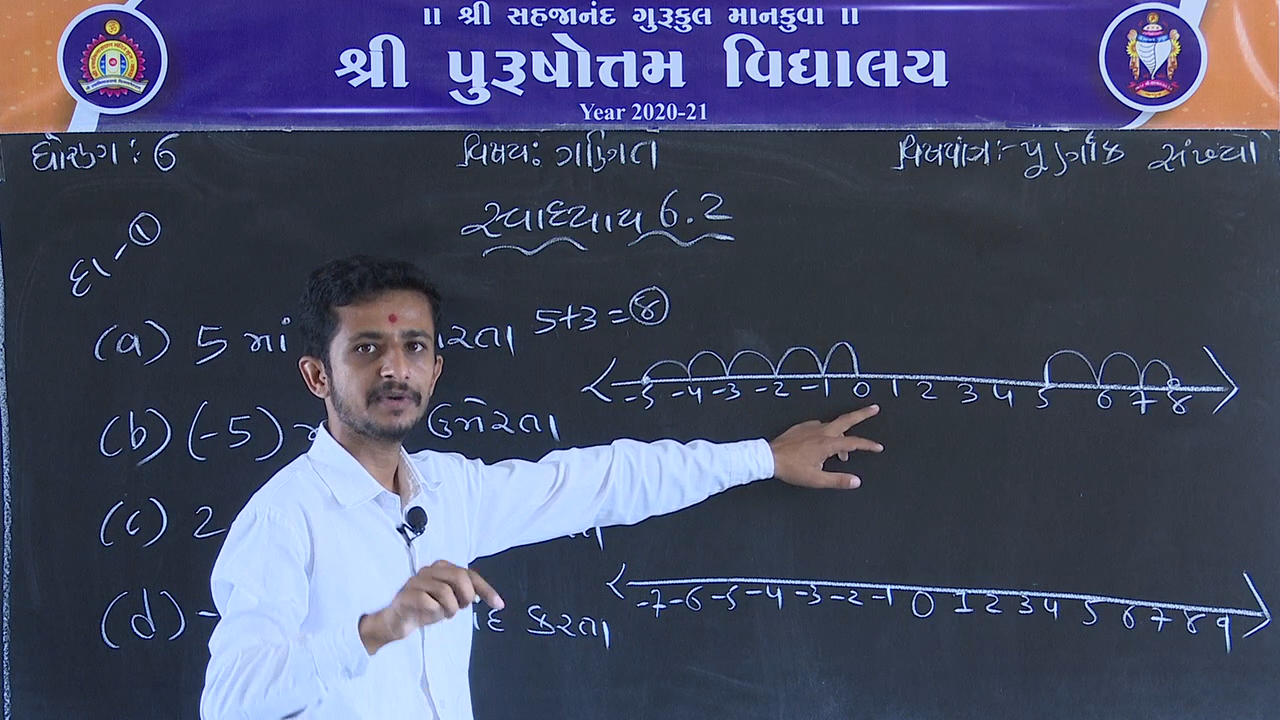 ॥ શ્રી સહજાનંદ ગુરૂકુલ માનકુવા ॥
શ્રી પુરૂષોત્તમ વિદ્યાલય
Year 2020-21
ધોરણ : 6 વિષય: ગણિત વિષયાંગ :- પૂર્ણાંક સંખ્યા
સ્વાધ્યાય 6.2
દા-①
(a) 5 માં 5+3=⑧
-5 -4 -3 -2 -1 0 1 2 3 4 5 6 7 8
(b) (-5) ઉમેરતા
(c) 2
(d) - કરતા
-7 -6 -5 -4 -3 -2 -1 0 1 2 3 4 5 6 7 8 9